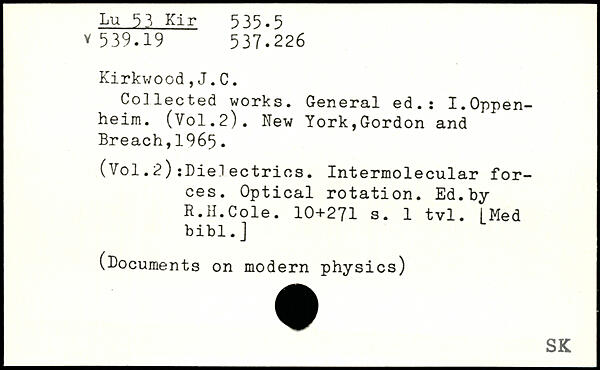 Lu 53 Kir 535.5
v 539.19 537.226
Kirkwood,J.C.
Collected works. General ed.: I.Oppen-
heim. (Vol.2). New York,Gordon and
Breach,1965.
(Vol.2):Dielectrics. Intermolecular for-
ces. Optical rotation. Ed.by
R.H.Cole. 10+271 s. 1 tvl. [Med
bibl.]
(Documents on modern physics)
SK